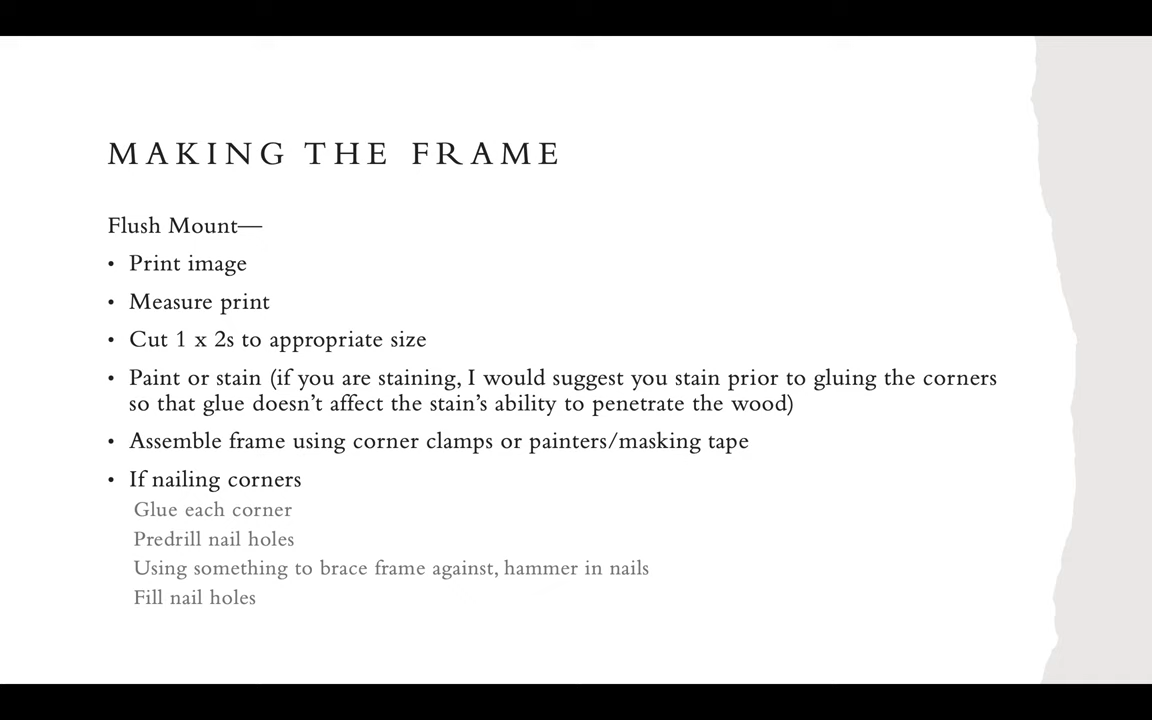 MAKING THE FRAME
Flush Mount—
• Print image
• Measure print
• Cut 1 x 2s to appropriate size
• Paint or stain (if you are staining, I would suggest you stain prior to gluing the corners
so that glue doesn’t affect the stain’s ability to penetrate the wood)
• Assemble frame using corner clamps or painters/masking tape
• If nailing corners
Glue each corner
Predrill nail holes
Using something to brace frame against, hammer in nails
Fill nail holes